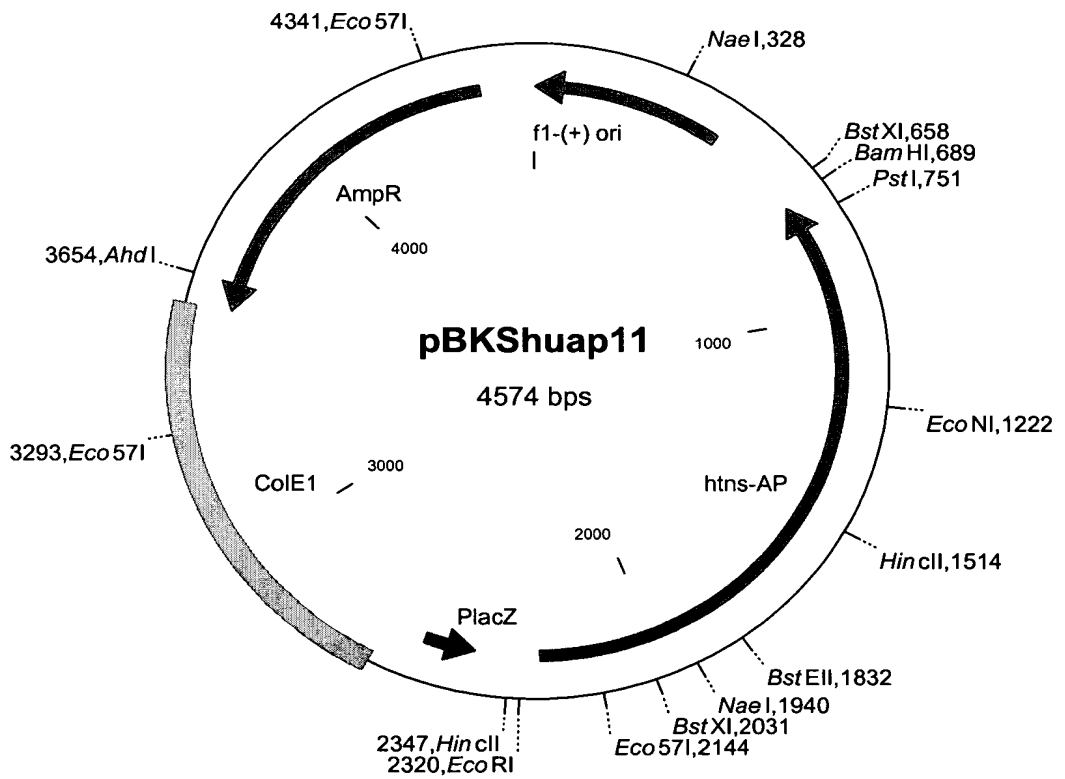 4341,Eco57I
NaeI,328
f1-(+) ori
BstXI,658
BamHI,689
PstI,751
AmpR
4000
3654,AhdI
pBKShuap11
4574 bps
1000
EcoNI,1222
3293,Eco57I
3000
ColE1
htns-AP
2000
HincII,1514
PlacZ
BstEII,1832
NaeI,1940
BstXI,2031
Eco57I,2144
2347,HincII
2320,EcoRI